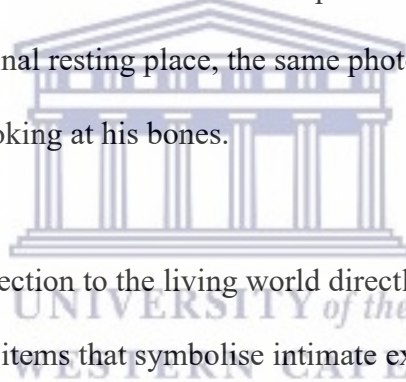 nal resting place, the same phot
oking at his bones.
ection to the living world directl
UNIVERSITY of the
items that symbolise intimate ex
WESTERN CAPE